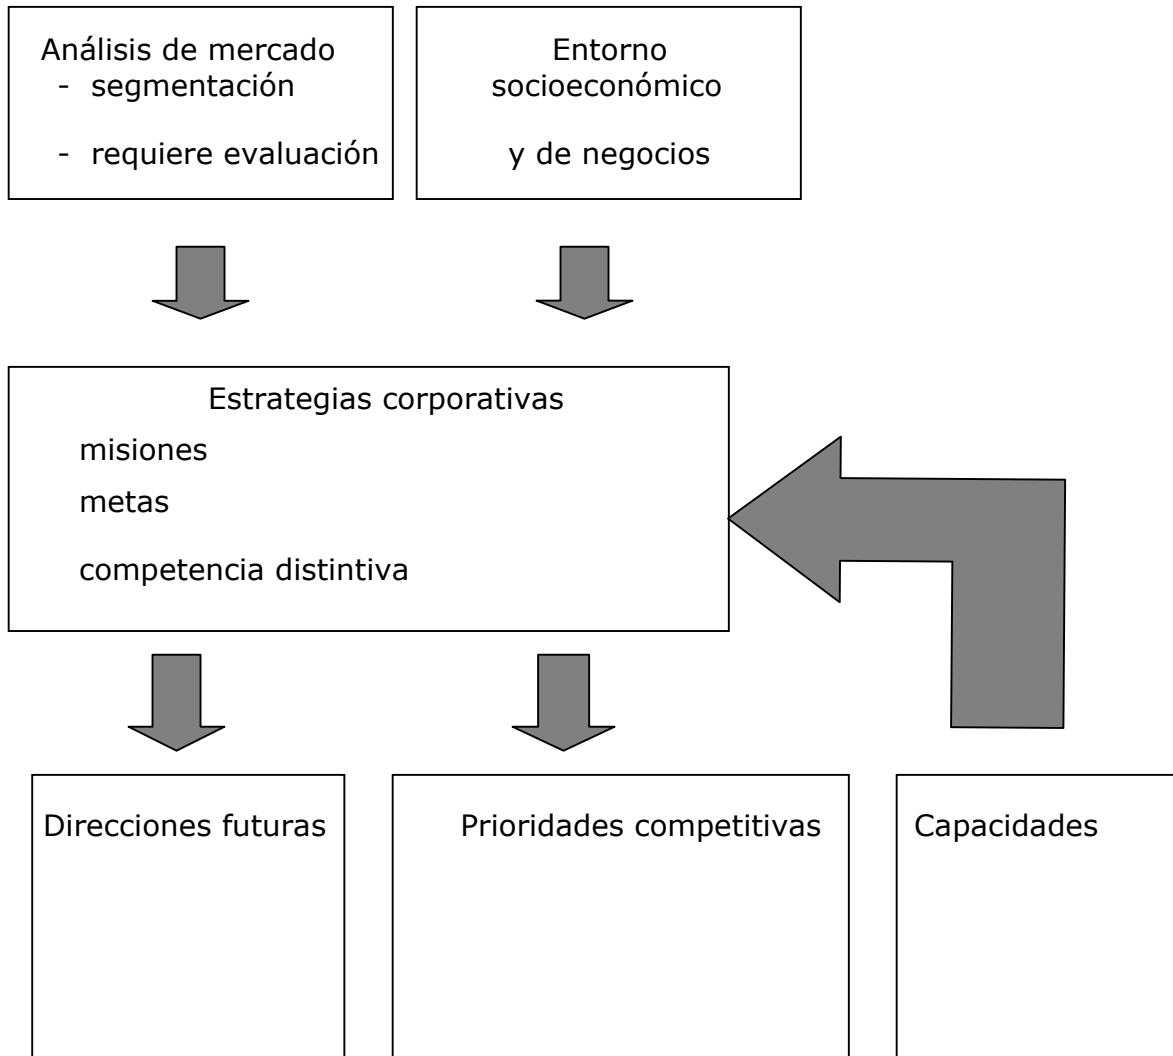 Análisis de mercado
- segmentación
- requiere evaluación
Entorno
socioeconómico
y de negocios
Estrategias corporativas
misiones
metas
competencia distintiva
Direcciones futuras
Prioridades competitivas
Capacidades